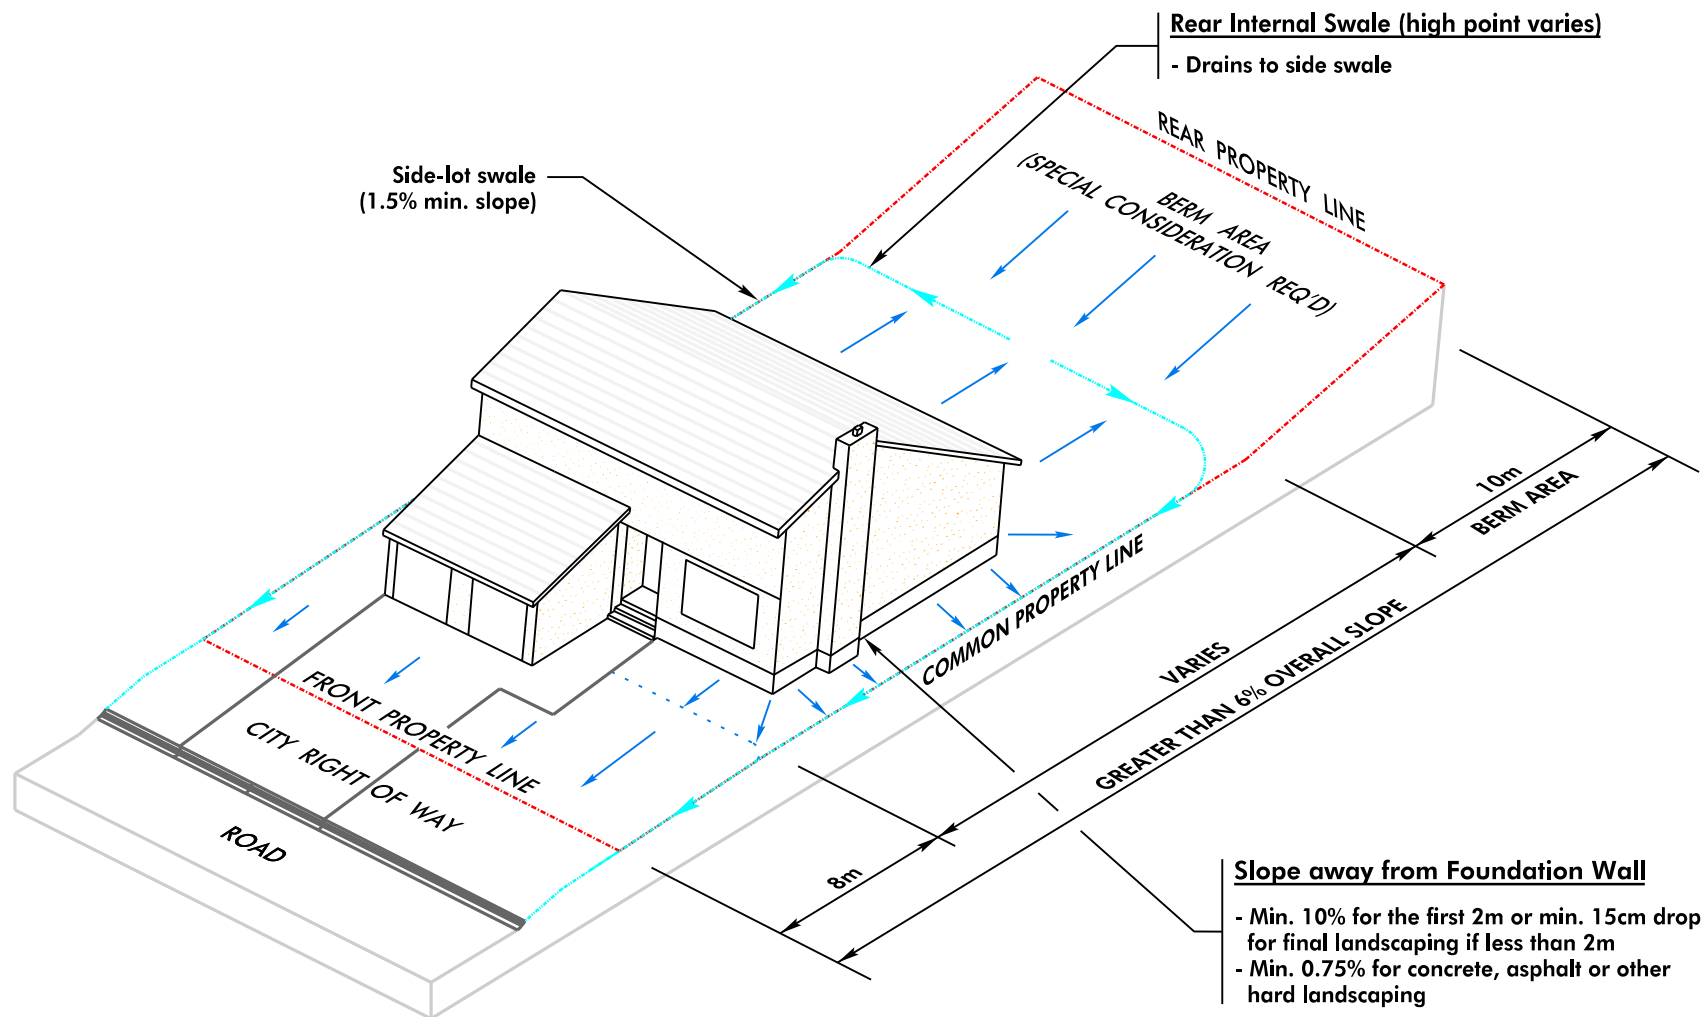 Rear Internal Swale (high point varies)
- Drains to side swale
REAR PROPERTY LINE
Side-lot swale
(1.5% min. slope)
BERM AREA
(SPECIAL CONSIDERATION REQ'D)
10m
BERM AREA
COMMON PROPERTY LINE
VARIES
GREATER THAN 6% OVERALL SLOPE
FRONT PROPERTY LINE
CITY RIGHT OF WAY
ROAD
8m
Slope away from Foundation Wall
- Min. 10% for the first 2m or min. 15cm drop
for final landscaping if less than 2m
- Min. 0.75% for concrete, asphalt or other
hard landscaping